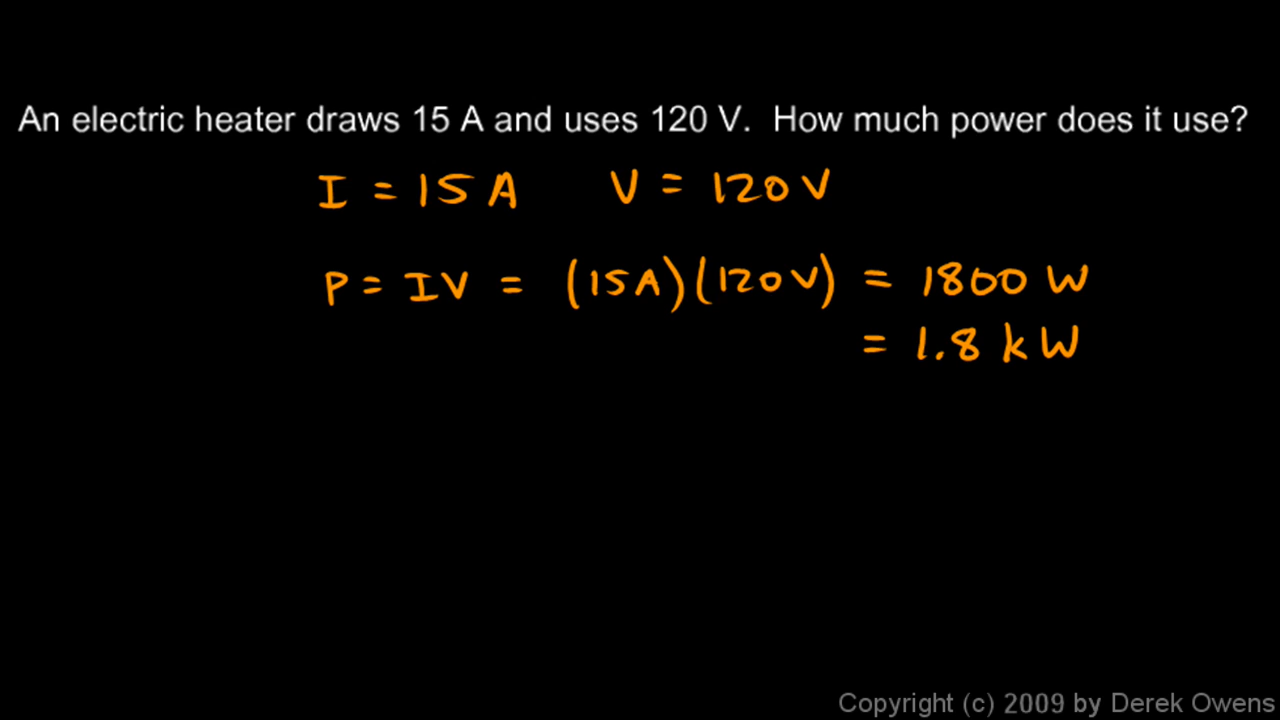 An electric heater draws 15 A and uses 120 V.  How much power does it use?
I = 15 A   V = 120 V
P = IV = (15A)(120V) = 1800 W
= 1.8 kW
Copyright (c) 2009 by Derek Owens